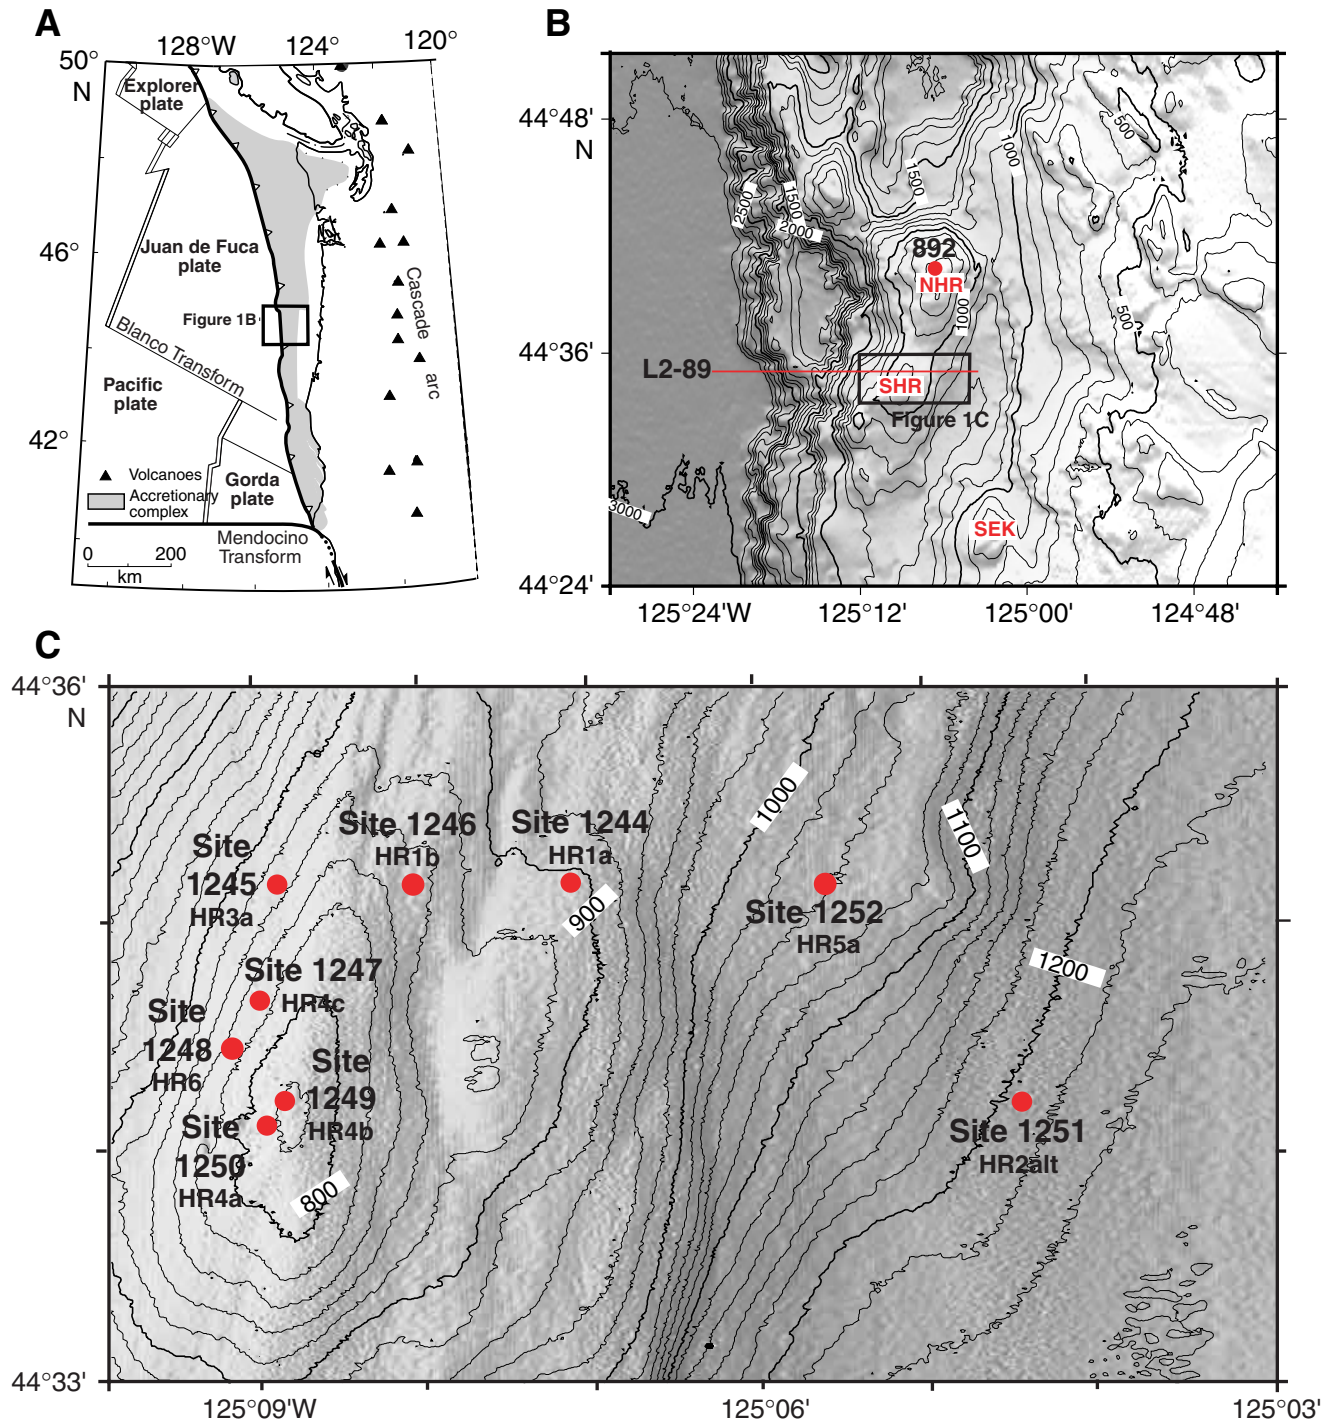 A
128°W
124°
120°
50°
N
Explorer
plate
46°
Juan de Fuca
plate
Figure 1B
Cascade
arc
Blanco Transform
Pacific
plate
42°
Volcanoes
Accretionary
complex
Gorda
plate
0
200
km
Mendocino
Transform
B
44°48'
N
500
1000
1500
2500
1500
2000
892
NHR
1000
500
44°36'
L2-89
SHR
Figure 1C
3000
SEK
44°24'
125°24'W
125°12'
125°00'
124°48'
C
44°36'
N
1000
1100
Site 1246
HR1b
Site 1244
HR1a
Site
1245
HR3a
900
Site 1252
HR5a
1200
Site 1247
HR4c
Site
1248
HR6
Site
1249
HR4b
Site
1250
HR4a
800
Site 1251
HR2alt
44°33'
125°09'W
125°06'
125°03'